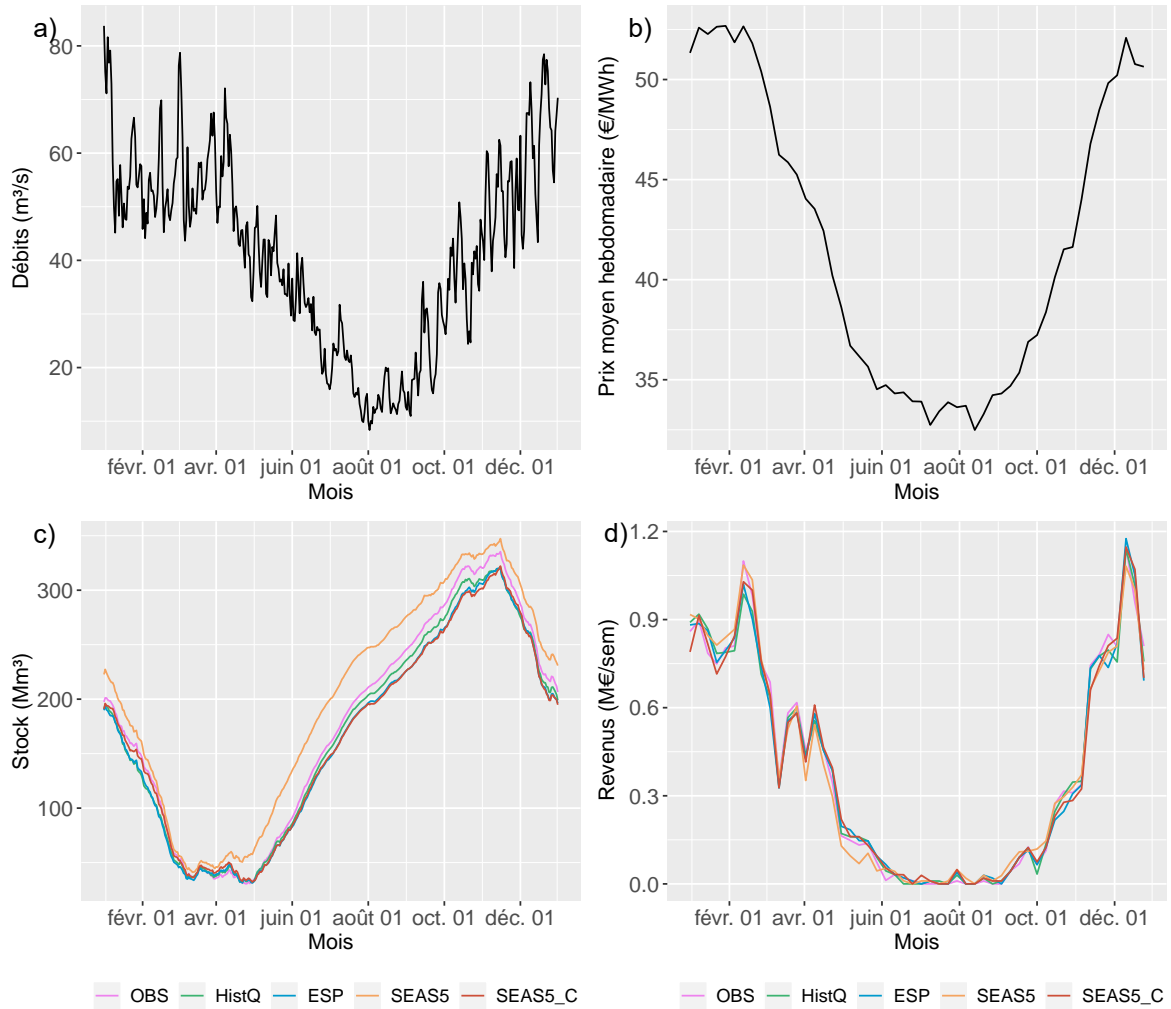 a)
Débits (m³/s)
80
60
40
20
févr. 01 avr. 01 juin 01 août 01 oct. 01 déc. 01
Mois
b)
Prix moyen hebdomadaire (€/MWh)
50
45
40
35
févr. 01 avr. 01 juin 01 août 01 oct. 01 déc. 01
Mois
c)
Stock (Mm³)
300
200
100
févr. 01 avr. 01 juin 01 août 01 oct. 01 déc. 01
Mois
d)
Revenus (M€/sem)
1.2
0.9
0.6
0.3
0.0
févr. 01 avr. 01 juin 01 août 01 oct. 01 déc. 01
Mois
OBS HistQ ESP SEAS5 SEAS5_C
OBS HistQ ESP SEAS5 SEAS5_C